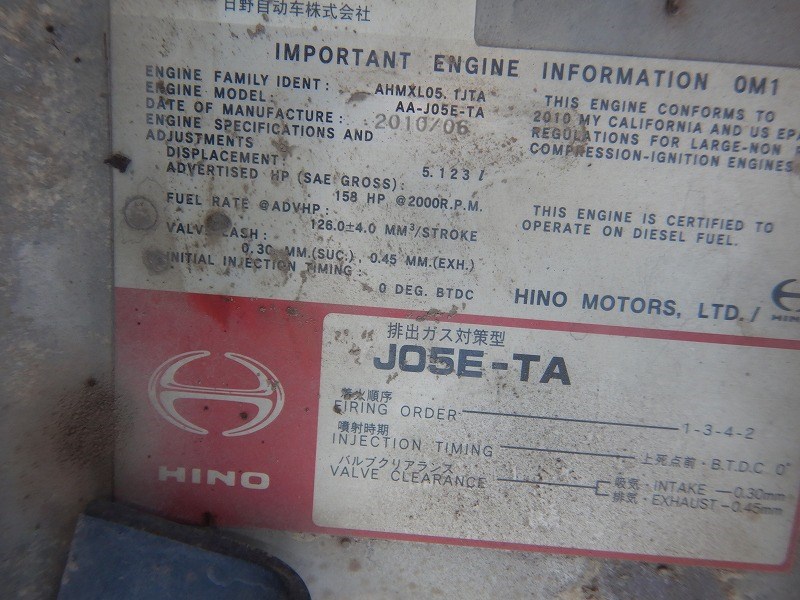 日野自动车株式会社
IMPORTANT ENGINE INFORMATION OM1
ENGINE FAMILY IDENT: AHMXL05.1JTA
ENGINE MODEL: AA-J05E-TA
DATE OF MANUFACTURE: 2010/06
ENGINE SPECIFICATIONS AND
ADJUSTMENTS
DISPLACEMENT: 5.123 l
ADVERTISED HP (SAE GROSS):
158 HP @2000R.P.M.
FUEL RATE @ADVHP:
126.0±4.0 MM³/STROKE
VALVE LASH:
0.30 MM.(SUC.), 0.45 MM.(EXH.)
INITIAL INJECTION TIMING:
0 DEG. BTDC
THIS ENGINE CONFORMS TO
2010 MY CALIFORNIA AND US EPA
REGULATIONS FOR LARGE-NON
COMPRESSION-IGNITION ENGINES
THIS ENGINE IS CERTIFIED TO
OPERATE ON DIESEL FUEL.
HINO MOTORS, LTD./
HINO
HINO
排出ガス対策型
J05E-TA
着火順序
FIRING ORDER 1-3-4-2
噴射時期
INJECTION TIMING 上死点前・B.T.D.C 0°
バルブクリアランス
VALVE CLEARANCE 吸気・INTAKE 0.30mm
排気・EXHAUST 0.45mm